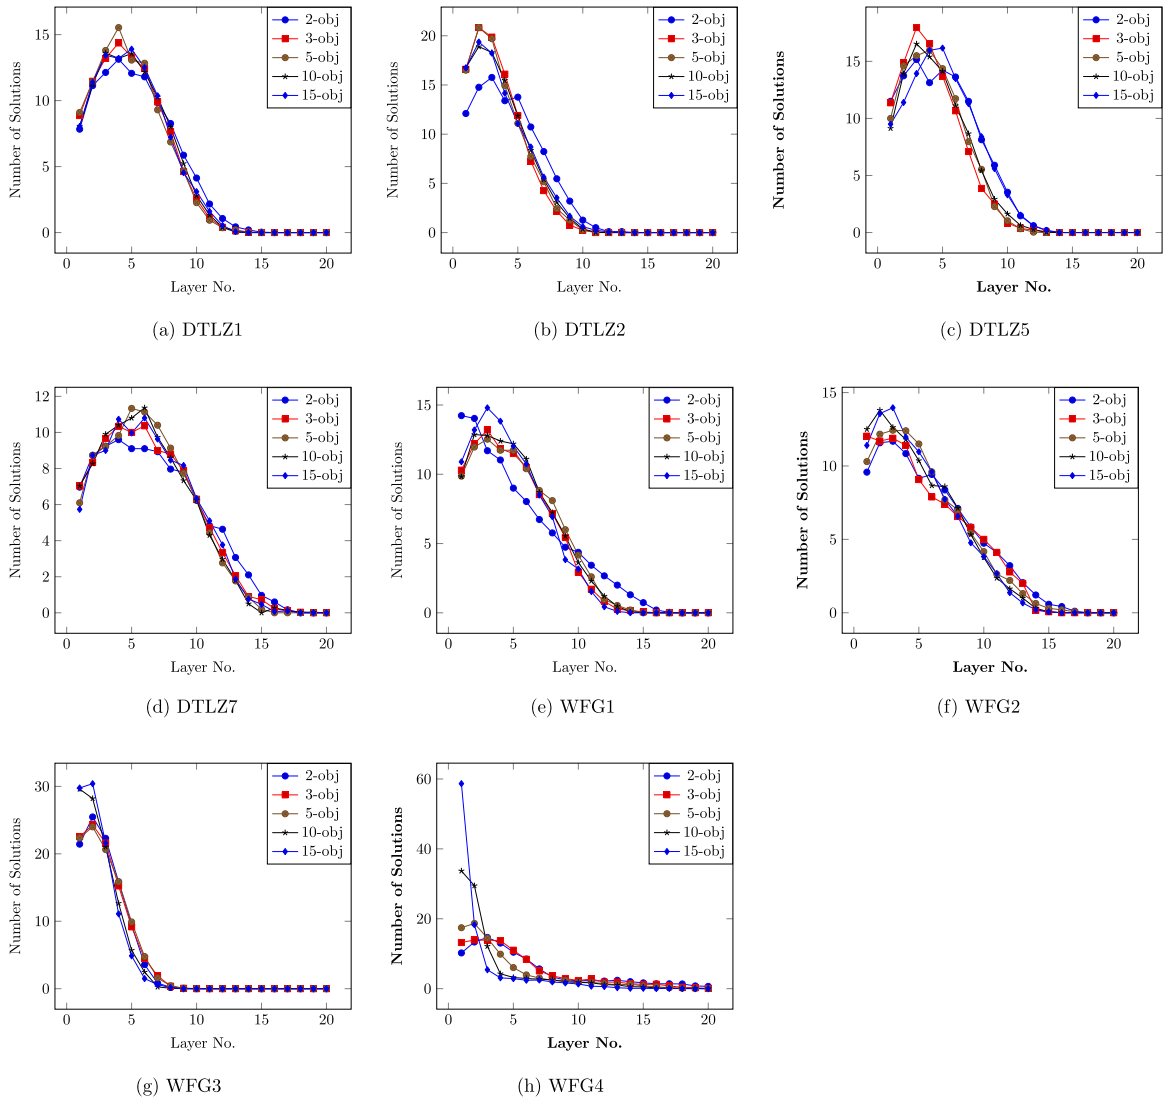 0 5 10 15 20
0
5
10
15
Layer No.
Number of Solutions
2-obj
3-obj
5-obj
10-obj
15-obj
(a) DTLZ1
0 5 10 15 20
0
5
10
15
20
Layer No.
Number of Solutions
2-obj
3-obj
5-obj
10-obj
15-obj
(b) DTLZ2
0 5 10 15 20
0
5
10
15
Layer No.
Number of Solutions
2-obj
3-obj
5-obj
10-obj
15-obj
(c) DTLZ5
0 5 10 15 20
0
2
4
6
8
10
12
Layer No.
Number of Solutions
2-obj
3-obj
5-obj
10-obj
15-obj
(d) DTLZ7
0 5 10 15 20
0
5
10
15
Layer No.
Number of Solutions
2-obj
3-obj
5-obj
10-obj
15-obj
(e) WFG1
0 5 10 15 20
0
5
10
15
Layer No.
Number of Solutions
2-obj
3-obj
5-obj
10-obj
15-obj
(f) WFG2
0 5 10 15 20
0
10
20
30
Layer No.
Number of Solutions
2-obj
3-obj
5-obj
10-obj
15-obj
(g) WFG3
0 5 10 15 20
0
20
40
60
Layer No.
Number of Solutions
2-obj
3-obj
5-obj
10-obj
15-obj
(h) WFG4